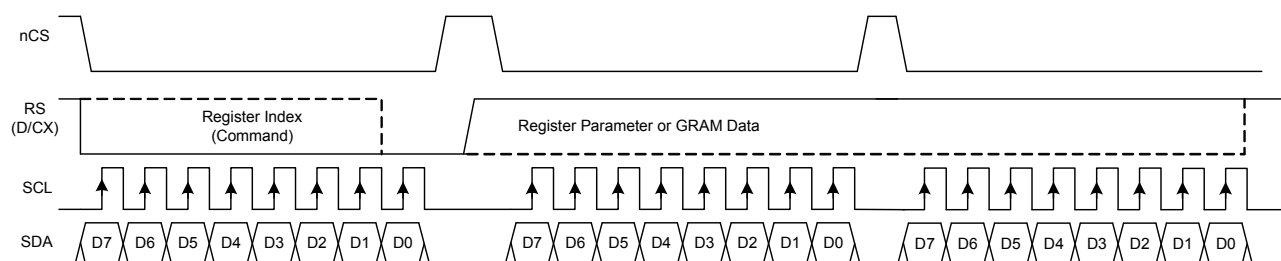 nCS
RS
(D/CX)
Register Index
(Command)
Register Parameter or GRAM Data
SCL
SDA
D7 D6 D5 D4 D3 D2 D1 D0 D7 D6 D5 D4 D3 D2 D1 D0 D7 D6 D5 D4 D3 D2 D1 D0